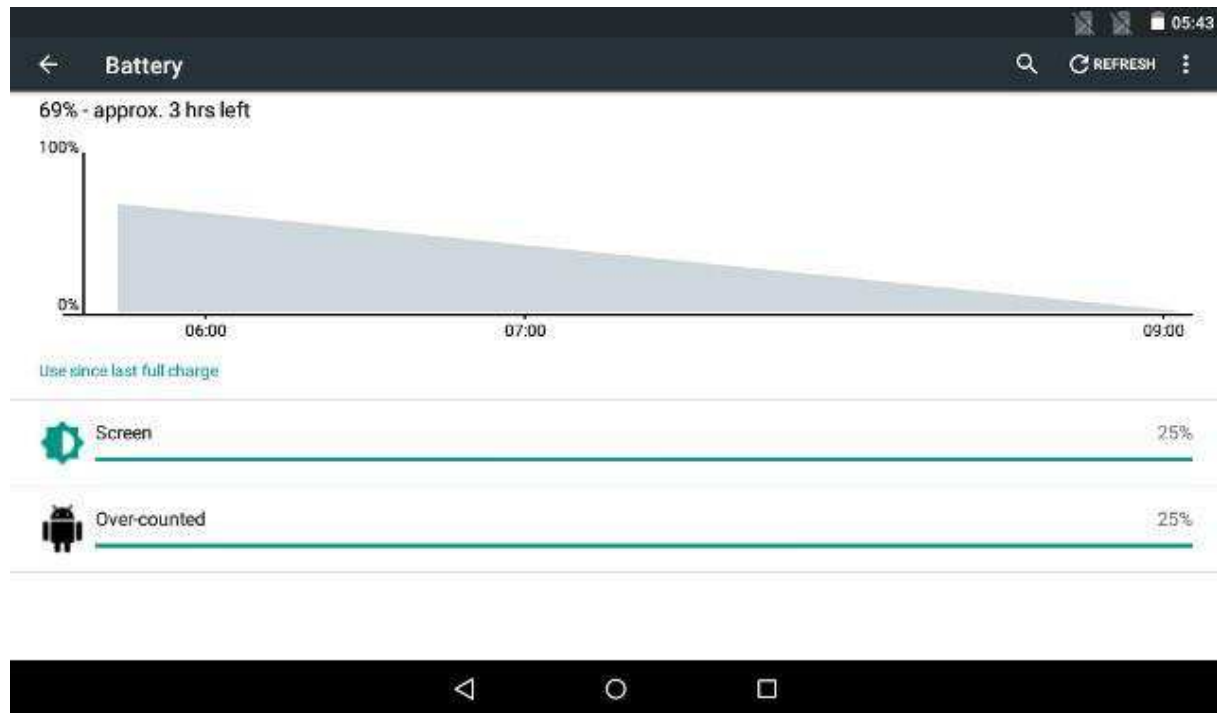 05:43
Battery
REFRESH
69% - approx. 3 hrs left
100%
0%
06:00 07:00 09:00
Use since last full charge
Screen 25%
Over-counted 25%